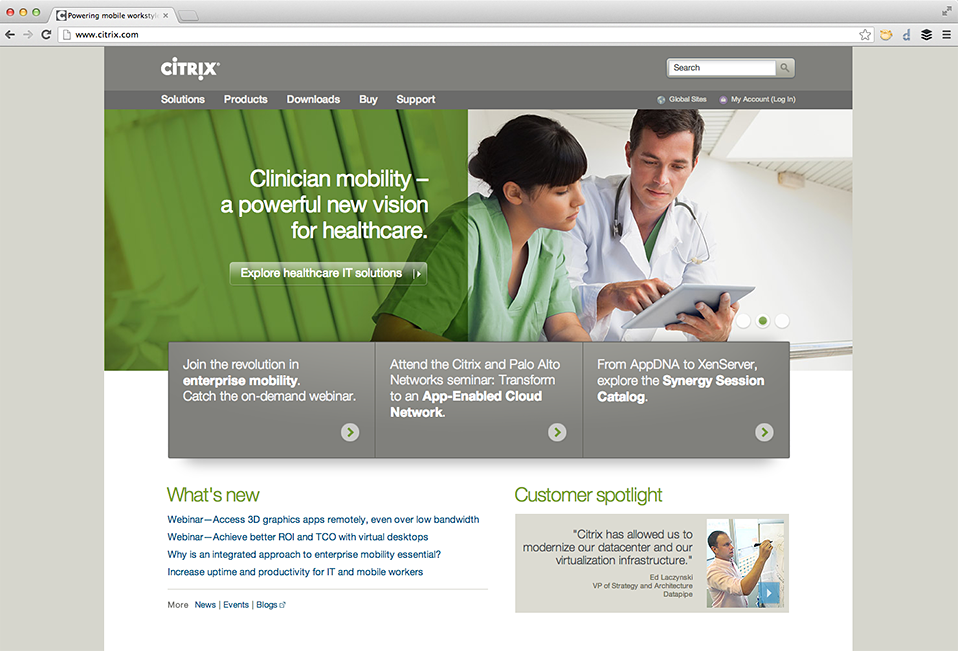 Powering mobile workstyle
www.citrix.com
CİTRIX®
Search
Solutions Products Downloads Buy Support
Global Sites My Account (Log In)
Clinician mobility –
a powerful new vision
for healthcare.
Explore healthcare IT solutions
Join the revolution in
enterprise mobility.
Catch the on-demand webinar.
Attend the Citrix and Palo Alto
Networks seminar: Transform
to an App-Enabled Cloud
Network.
From AppDNA to XenServer,
explore the Synergy Session
Catalog.
What's new
Webinar—Access 3D graphics apps remotely, even over low bandwidth
Webinar—Achieve better ROI and TCO with virtual desktops
Why is an integrated approach to enterprise mobility essential?
Increase uptime and productivity for IT and mobile workers
More News | Events | Blogs
Customer spotlight
"Citrix has allowed us to
modernize our datacenter and our
virtualization infrastructure."
Ed Laczynski
VP of Strategy and Architecture
Datapipe